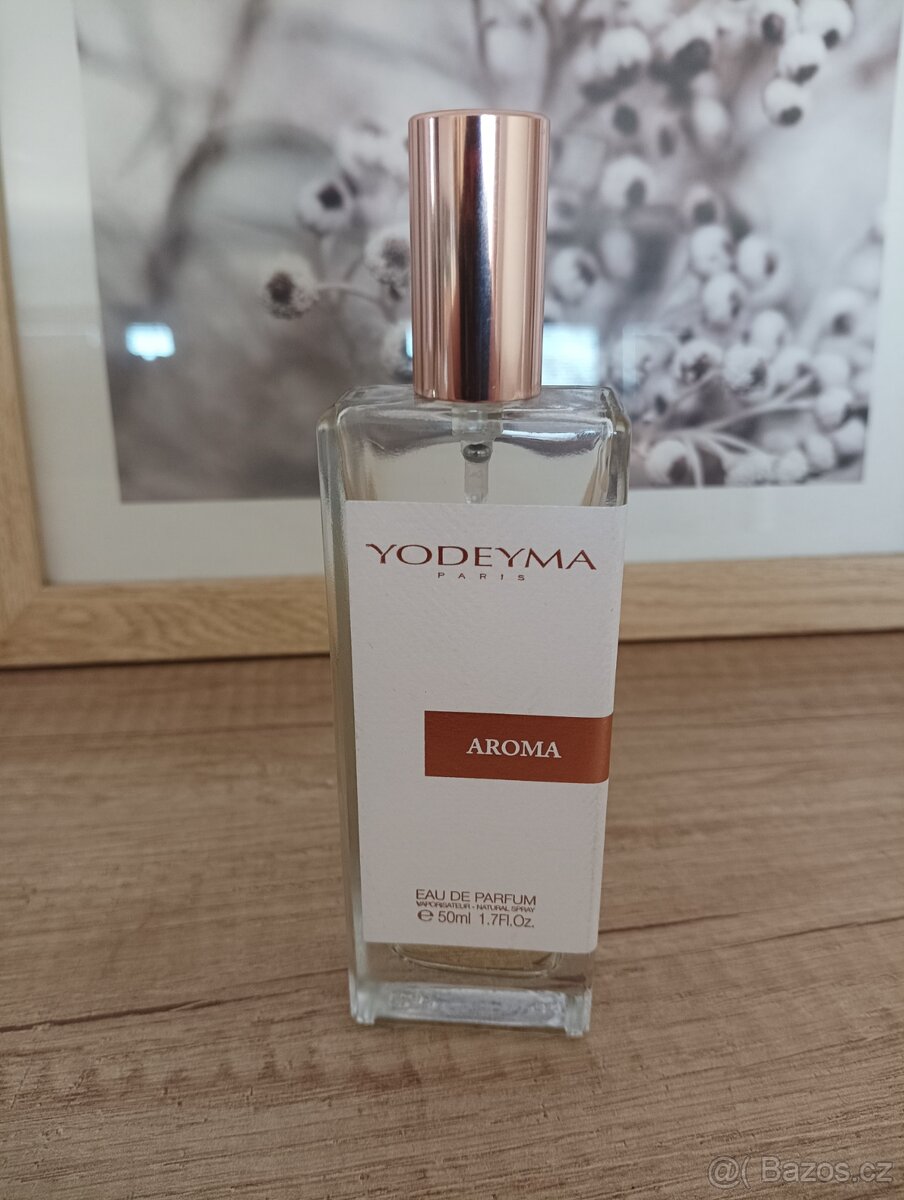 YODEYMA
PARIS
AROMA
EAU DE PARFUM
VAPORISATEUR - NATURAL SPRAY
e 50ml 1.7Fl.Oz.
@( Bazos.cz